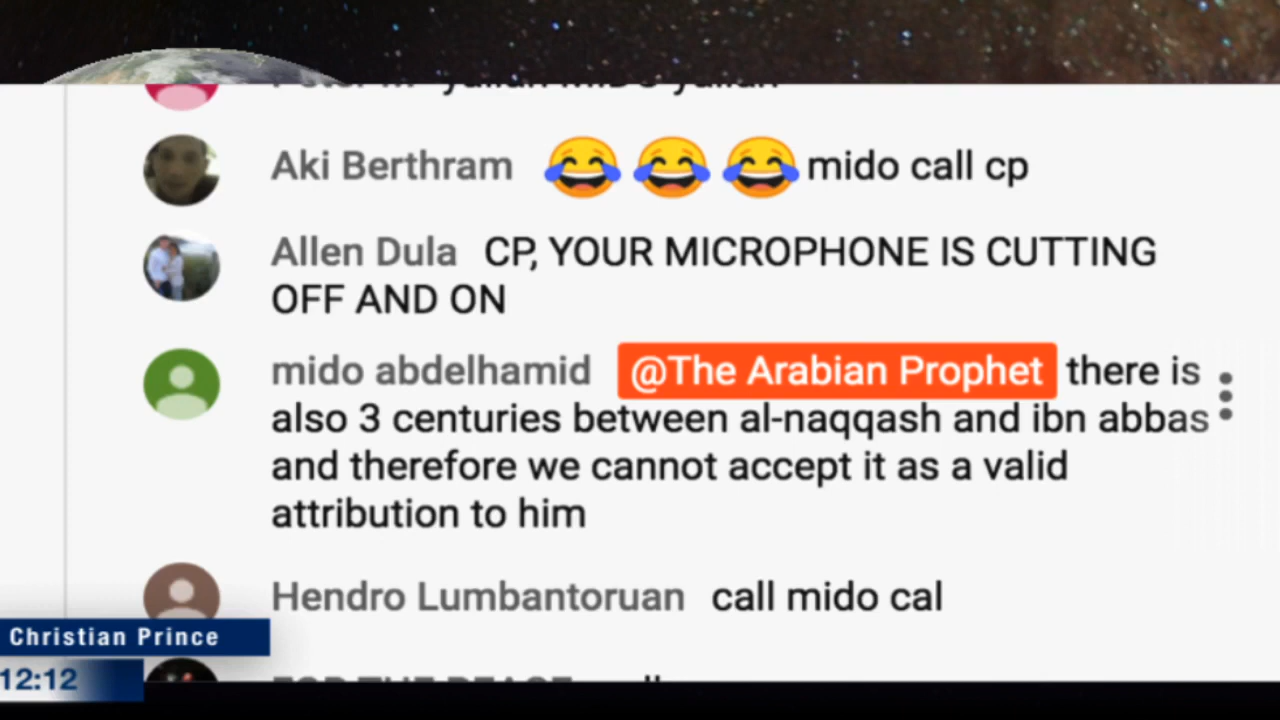 Aki Berthram 😂😂😂 mido call cp
Allen Dula CP, YOUR MICROPHONE IS CUTTING
OFF AND ON
mido abdelhamid @The Arabian Prophet there is
also 3 centuries between al-naqqash and ibn abbas
and therefore we cannot accept it as a valid
attribution to him
Hendro Lumbantoruan call mido cal
Christian Prince
12:12